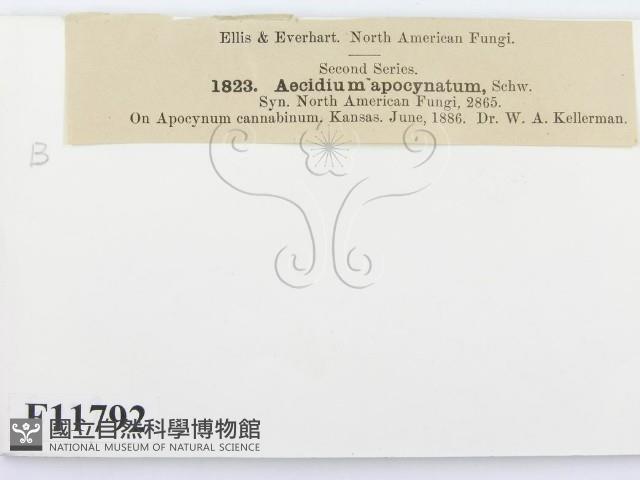 Ellis & Everhart. North American Fungi.
Second Series.
1823. Aecidium apocynatum, Schw.
Syn. North American Fungi, 2865.
On Apocynum cannabinum. Kansas. June, 1886. Dr. W. A. Kellerman.
B
F11792
國立自然科學博物館
NATIONAL MUSEUM OF NATURAL SCIENCE